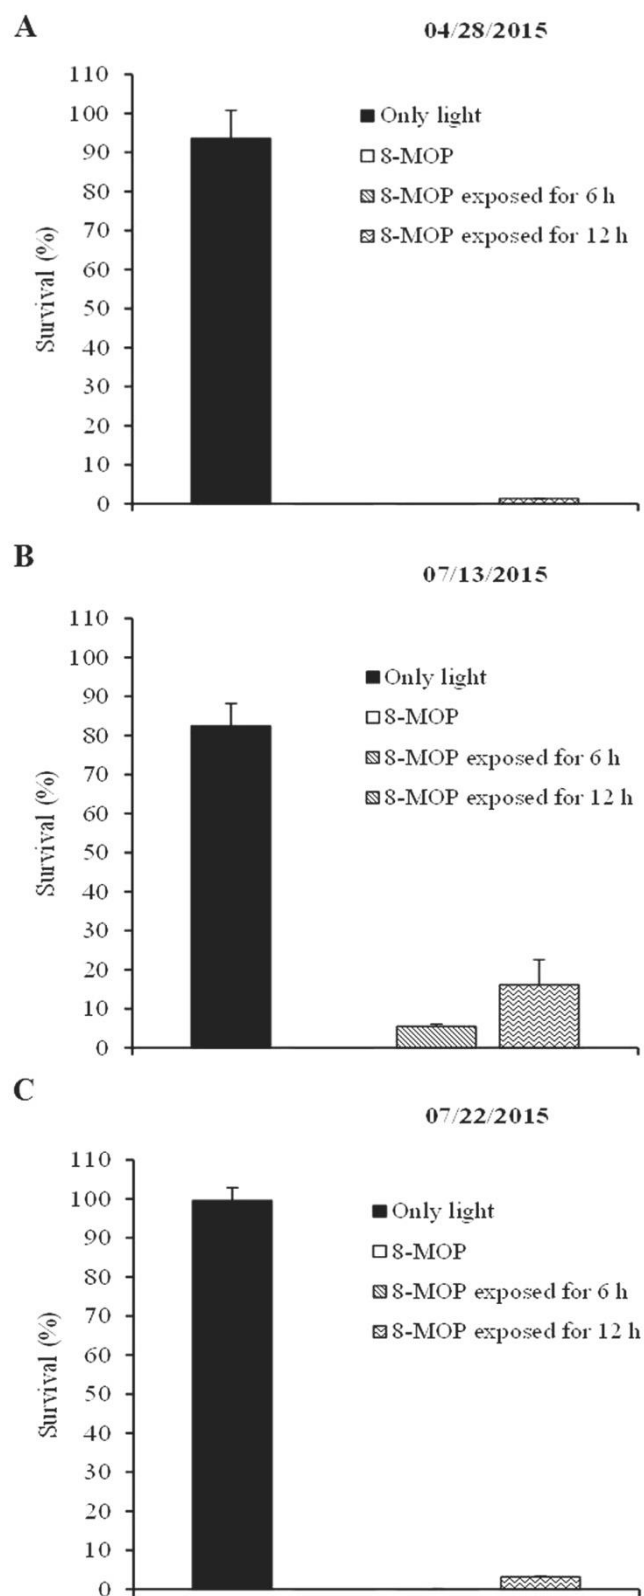 A
04/28/2015
110
100
90
80
70
60
50
40
30
20
10
0
Survival (%)
Only light
8-MOP
8-MOP exposed for 6 h
8-MOP exposed for 12 h
B
07/13/2015
110
100
90
80
70
60
50
40
30
20
10
0
Survival (%)
Only light
8-MOP
8-MOP exposed for 6 h
8-MOP exposed for 12 h
C
07/22/2015
110
100
90
80
70
60
50
40
30
20
10
0
Survival (%)
Only light
8-MOP
8-MOP exposed for 6 h
8-MOP exposed for 12 h